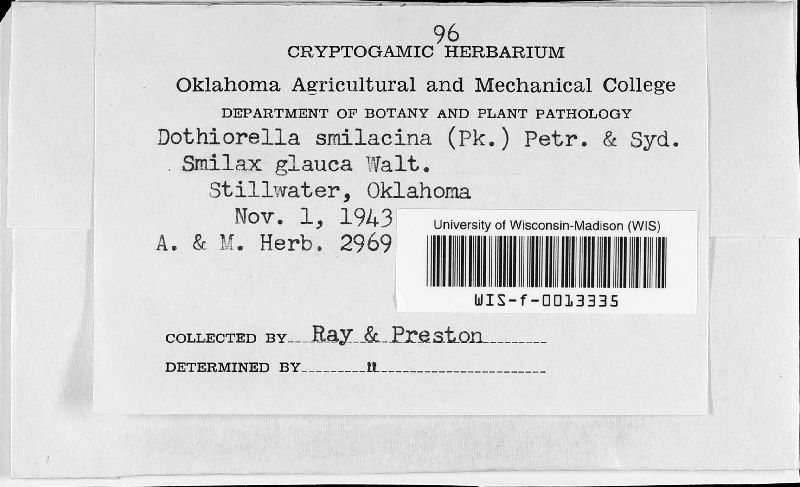 96
CRYPTOGAMIC HERBARIUM
Oklahoma Agricultural and Mechanical College
DEPARTMENT OF BOTANY AND PLANT PATHOLOGY
Dothiorella smilacina (Pk.) Petr. & Syd.
Smilax glauca Walt.
Stillwater, Oklahoma
Nov. 1, 1943
A. & M. Herb. 2969
University of Wisconsin-Madison (WIS)
WIS-f-0013335
COLLECTED BY Ray & Preston
DETERMINED BY "